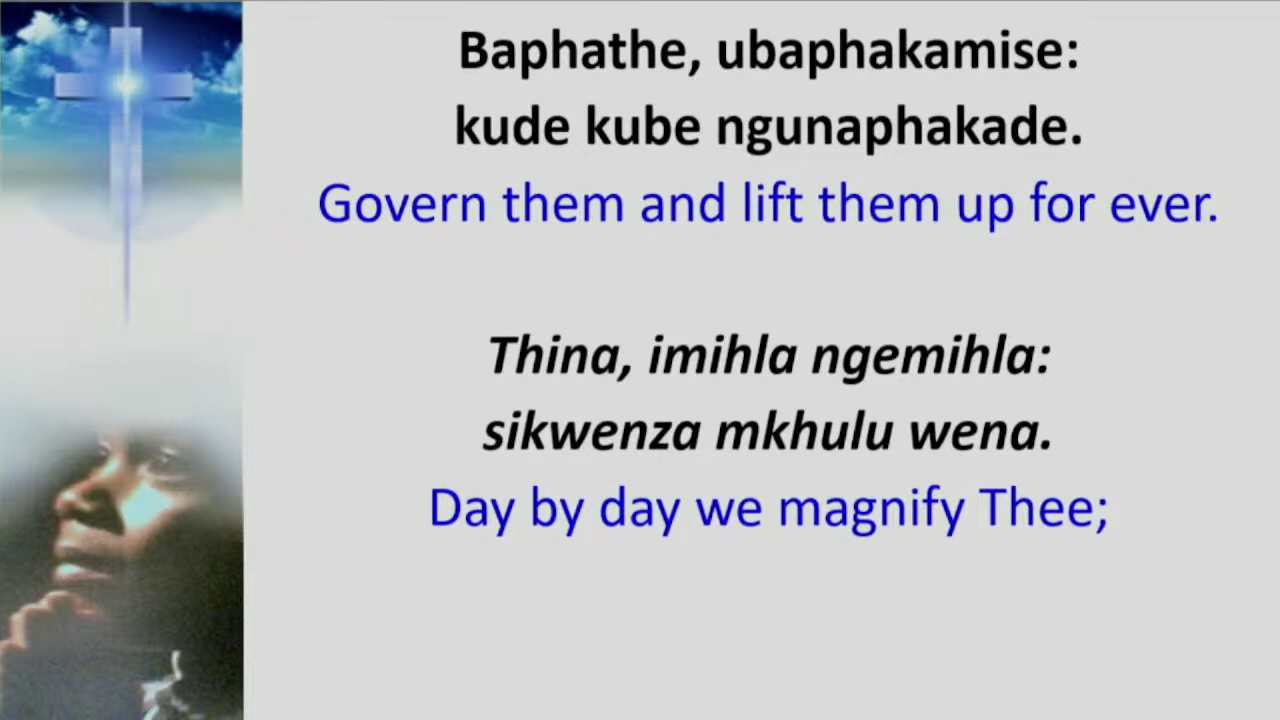 Baphathe, ubaphakamise:
kude kube ngunaphakade.
Govern them and lift them up for ever.
Thina, imihla ngemihla:
sikwenza mkhulu wena.
Day by day we magnify Thee;